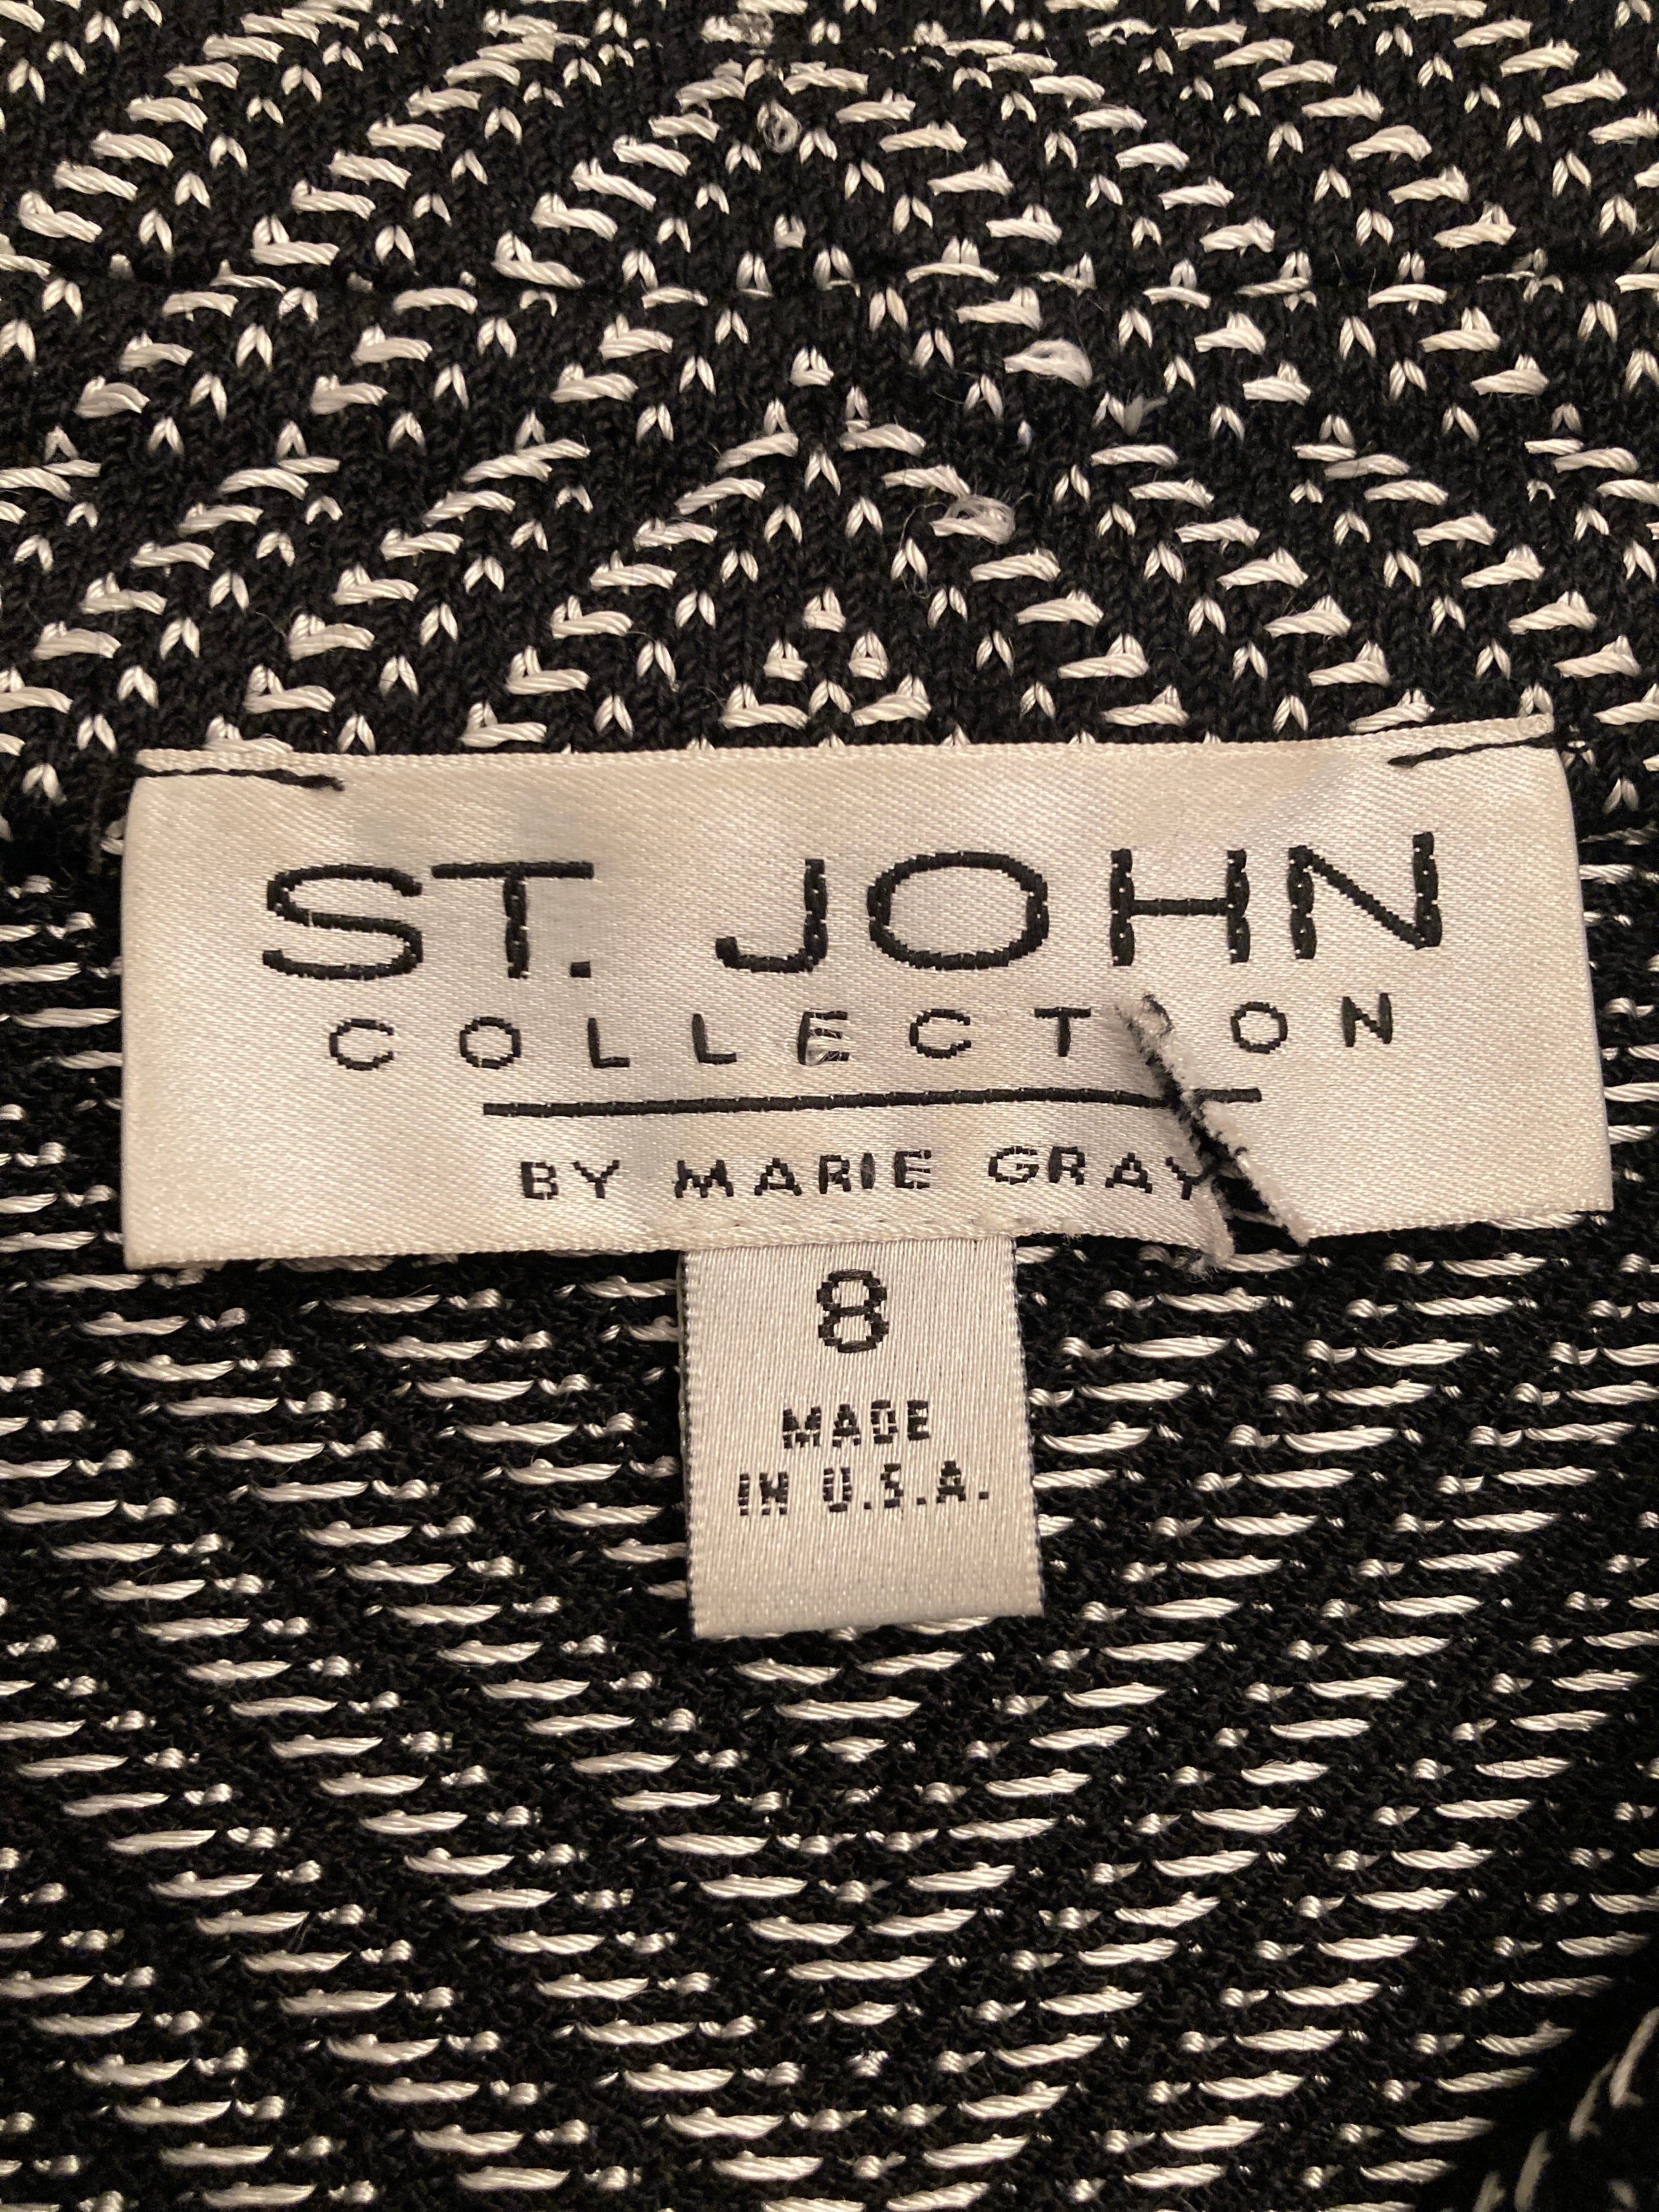 ST. JOHN
COLLECTION
BY MARIE GRAY
8
MADE
IN U.S.A.